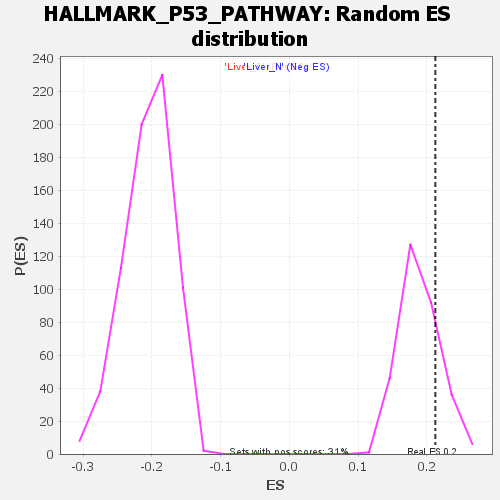 HALLMARK_P53_PATHWAY: Random ES
distribution
'Liver_N' (Neg ES)
P(ES)
240
220
200
180
160
140
120
100
80
60
40
20
0
Sets with pos scores: 31%
Real ES 0.2
-0.3 -0.2 -0.1 0.0 0.1 0.2
ES